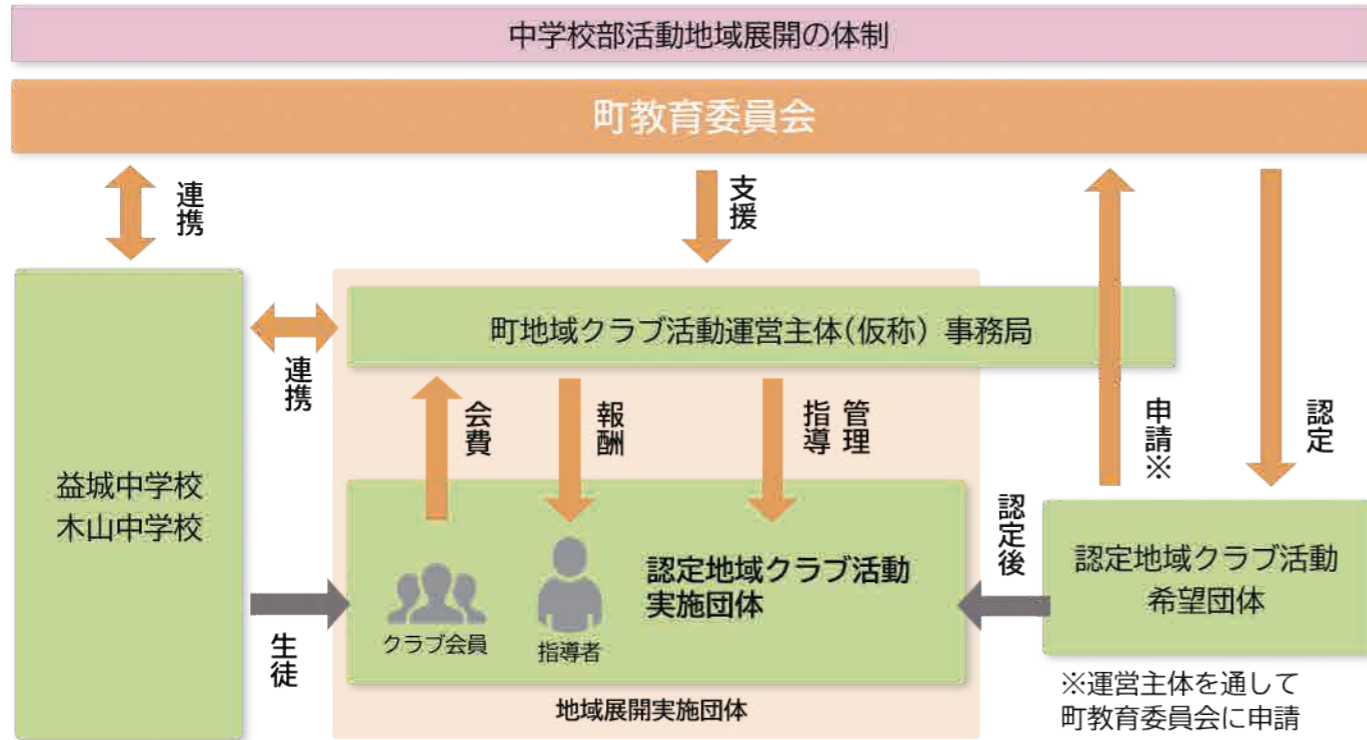 中学校部活動地域展開の体制
町教育委員会
連携
支援
申請※
認定
町地域クラブ活動運営主体(仮称) 事務局
連携
会費
報酬
指導 管理
益城中学校
木山中学校
生徒
クラブ会員
指導者
認定地域クラブ活動
実施団体
地域展開実施団体
認定後
認定地域クラブ活動
希望団体
※運営主体を通して
町教育委員会に申請